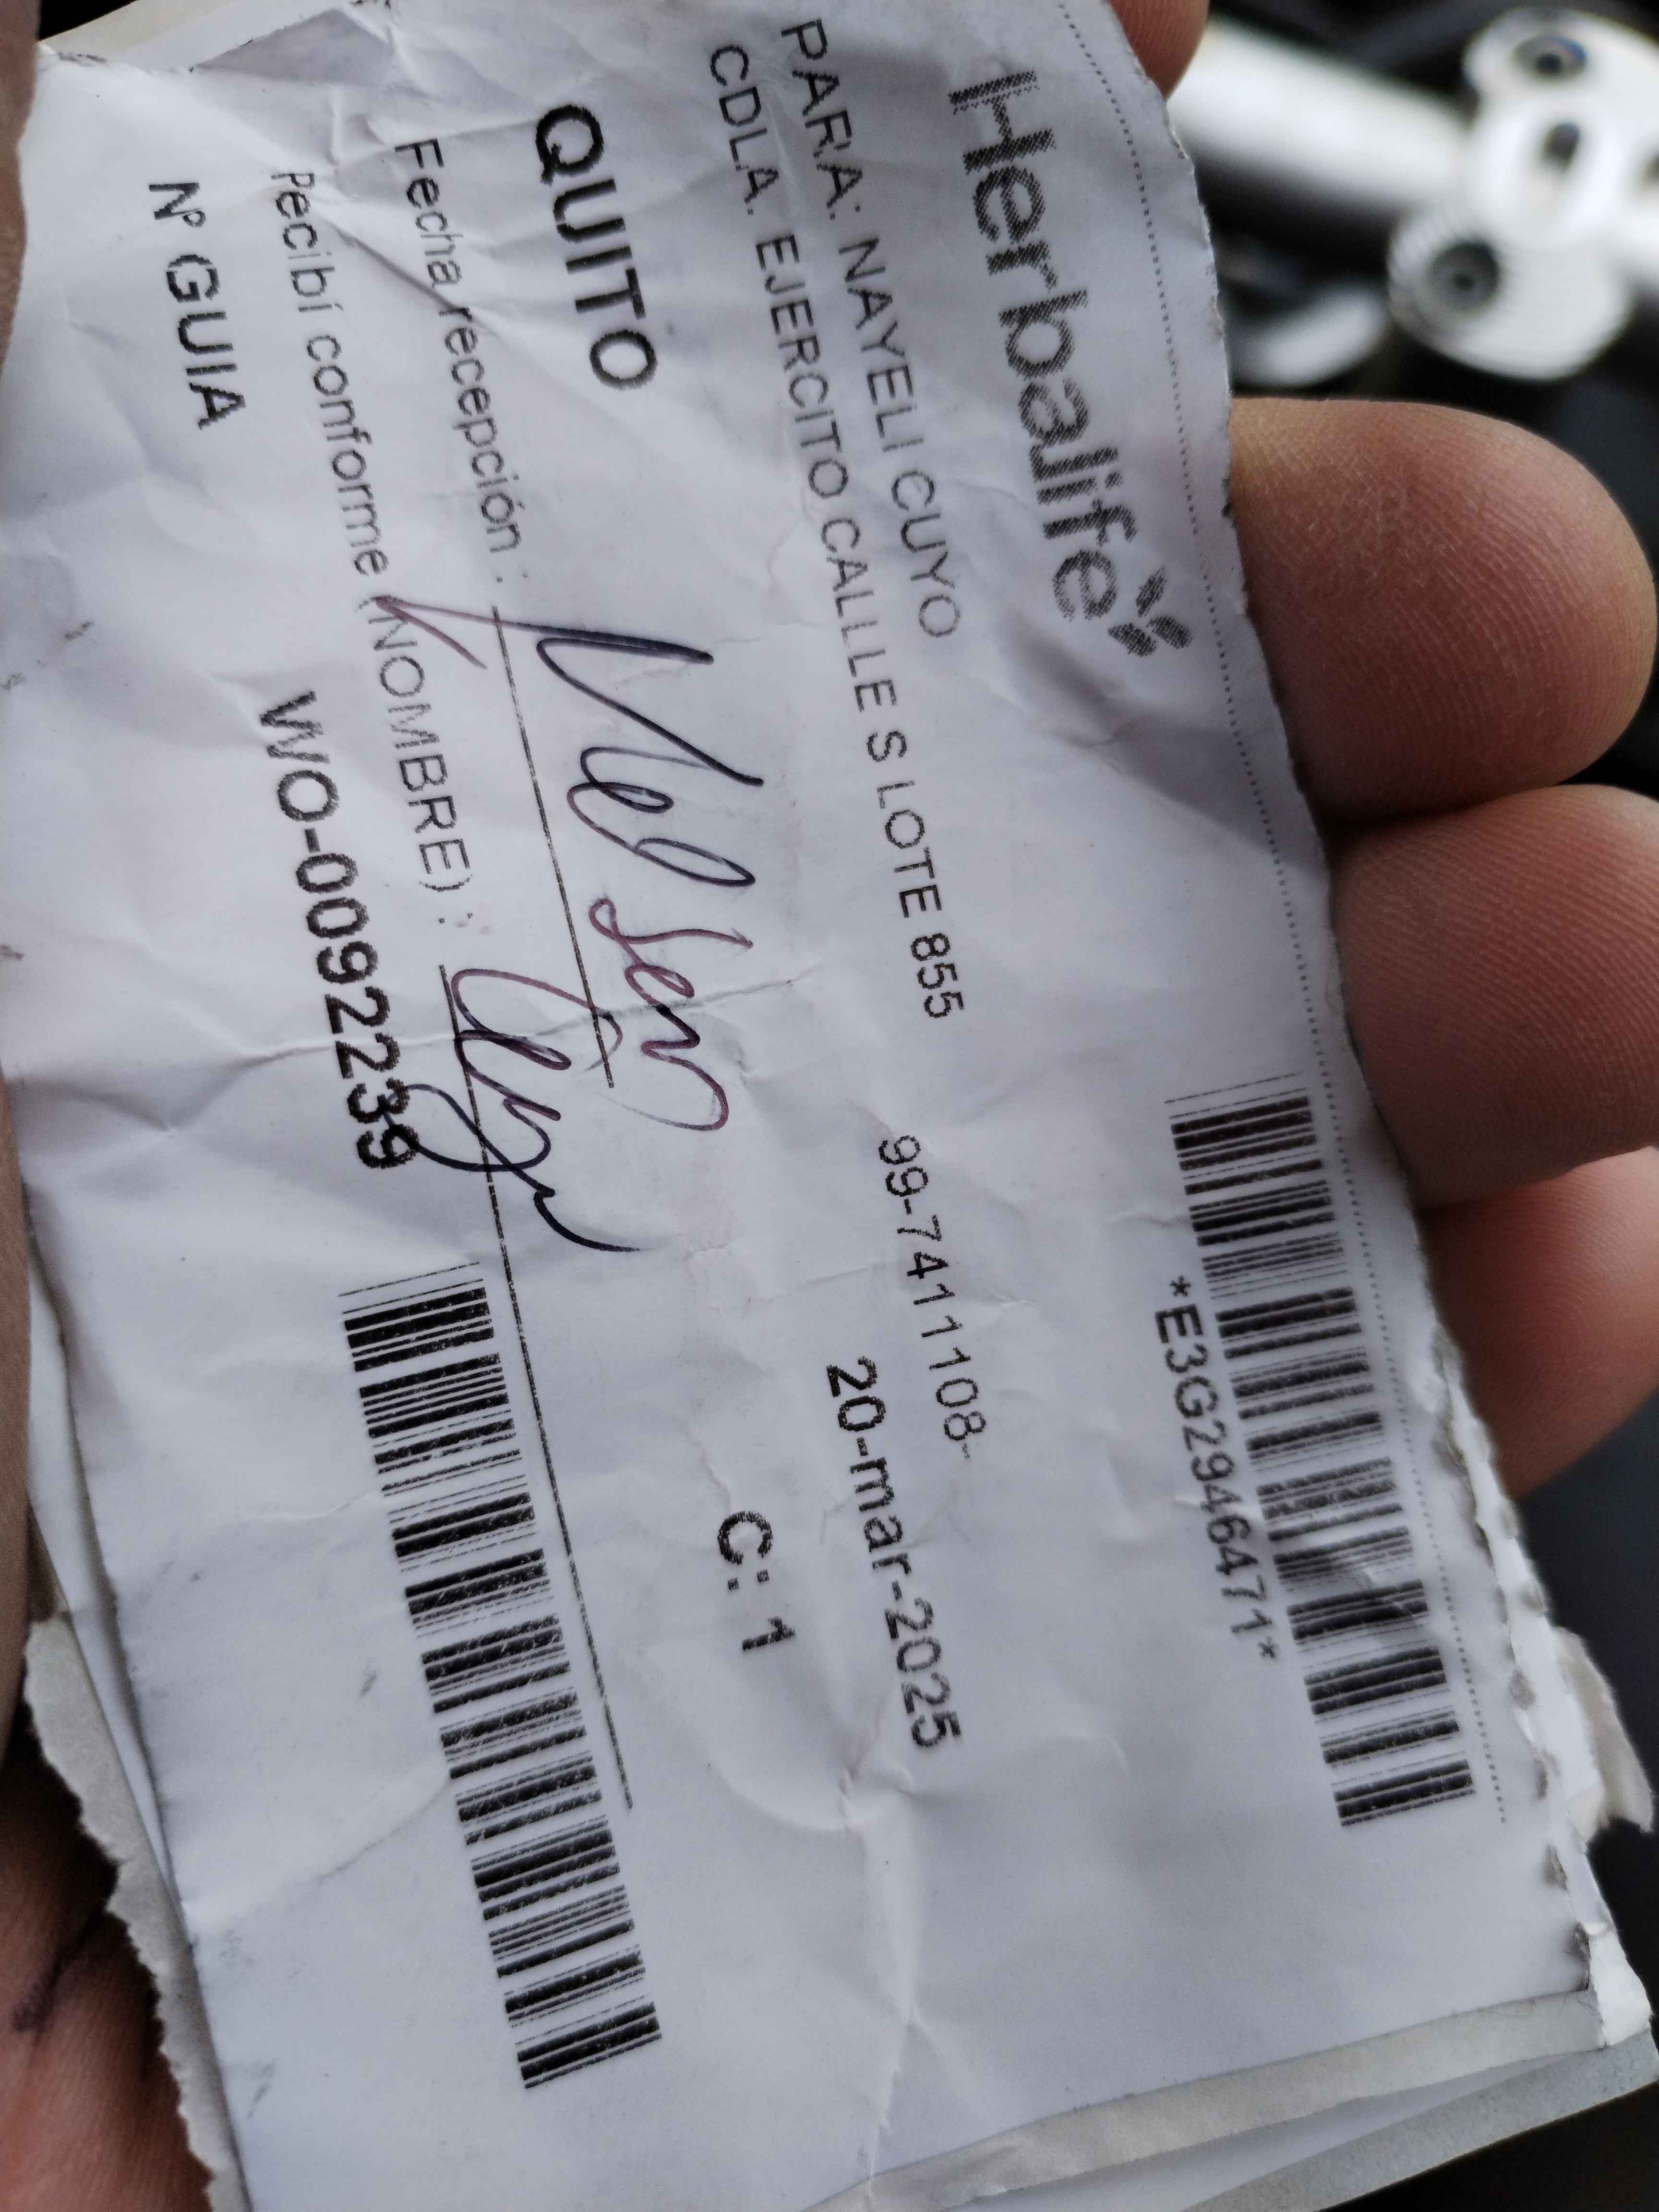 Herbalife
*E3G2946471*
PARA: NAYELI CUYO 99-7411108-
CDLA. EJERCITO CALLLE S LOTE 855 20-mar-2025
QUITO C: 1
Fecha recepción :
Recibí conforme (NOMBRE) :
Nº GUIA WO-0092239